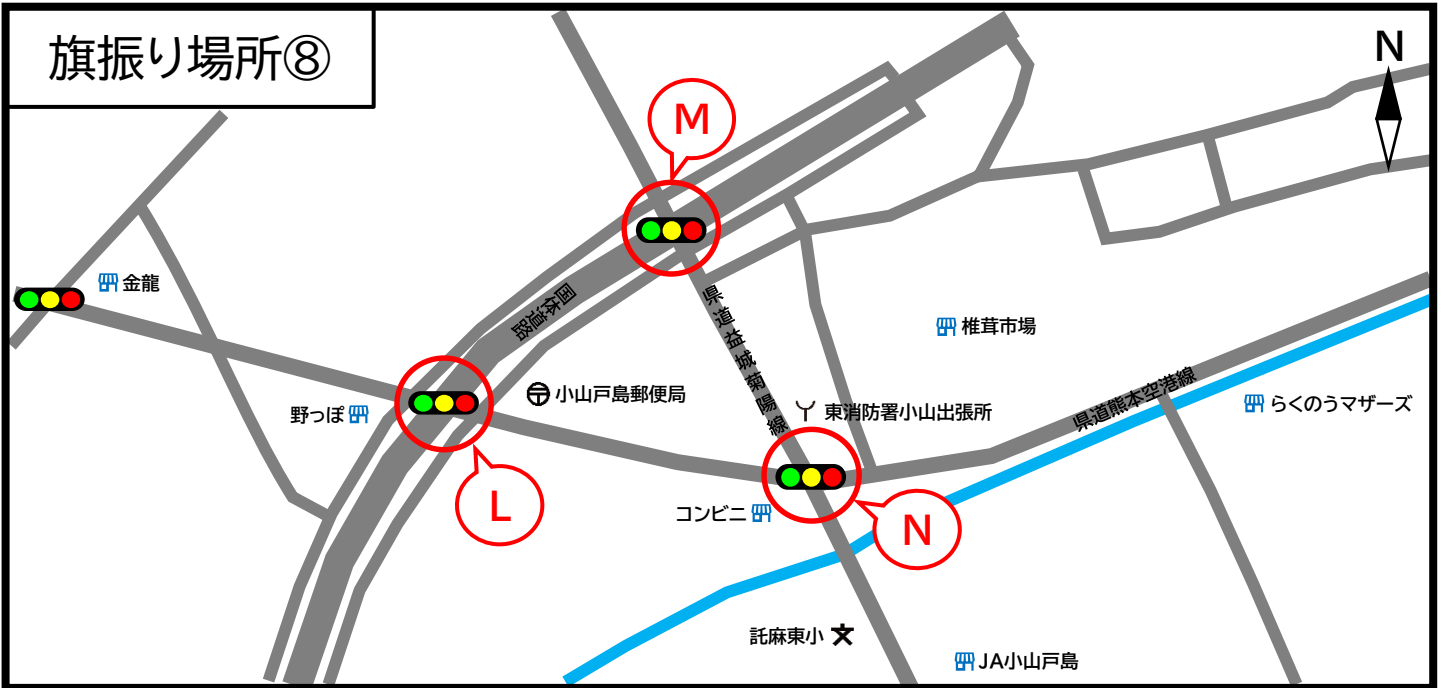 旗振り場所⑧
N
M
金龍
国体道路
県道益城菊陽線
椎茸市場
小山戸島郵便局
野っぽ
東消防署小山出張所
県道熊本空港線
らくのうマザーズ
L
コンビニ
N
託麻東小
JA小山戸島